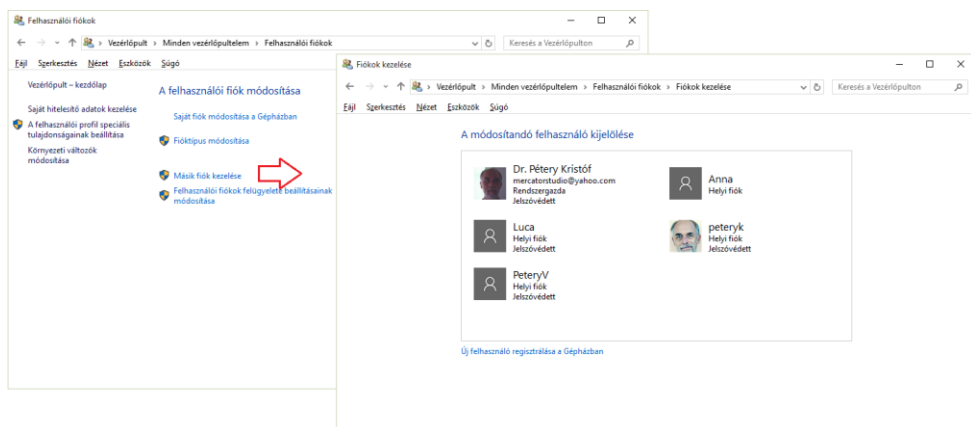 Felhasználói fiókok
Vezérlőpult › Minden vezérlőpultelem › Felhasználói fiókok
Keresés a Vezérlőpulton
Fájl Szerkesztés Nézet Eszközök Súgó
Vezérlőpult – kezdőlap
Saját hitelesítő adatok kezelése
A felhasználói profil speciális
tulajdonságainak beállítása
Környezeti változók
módosítása
A felhasználói fiók módosítása
Saját fiók módosítása a Gépházban
Fióktípus módosítása
Másik fiók kezelése
Felhasználói fiókok felügyelete beállításainak
módosítása
Fiókok kezelése
Vezérlőpult › Minden vezérlőpultelem › Felhasználói fiókok › Fiókok kezelése
Keresés a Vezérlőpulton
Fájl Szerkesztés Nézet Eszközök Súgó
A módosítandó felhasználó kijelölése
Dr. Pétery Kristóf
mercatorstudio@yahoo.com
Rendszergazda
Jelszóvédett
Anna
Helyi fiók
Luca
Helyi fiók
Jelszóvédett
peteryk
Helyi fiók
Jelszóvédett
PeteryV
Helyi fiók
Jelszóvédett
Új felhasználó regisztrálása a Gépházban